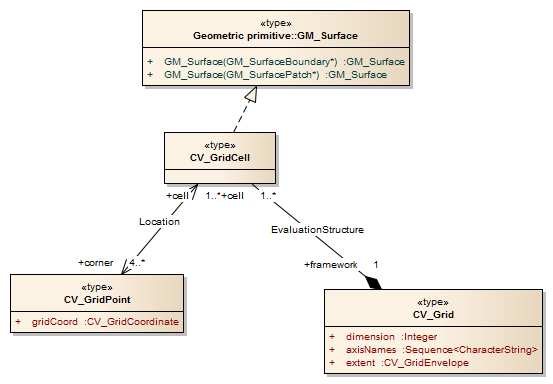 «type»
Geometric primitive::GM_Surface
+ GM_Surface(GM_SurfaceBoundary*) :GM_Surface
+ GM_Surface(GM_SurfacePatch*) :GM_Surface
«type»
CV_GridCell
+cell 1..* +cell 1..*
Location
EvaluationStructure
+corner 4..* +framework 1
«type»
CV_GridPoint
+ gridCoord :CV_GridCoordinate
«type»
CV_Grid
+ dimension :Integer
+ axisNames :Sequence<CharacterString>
+ extent :CV_GridEnvelope